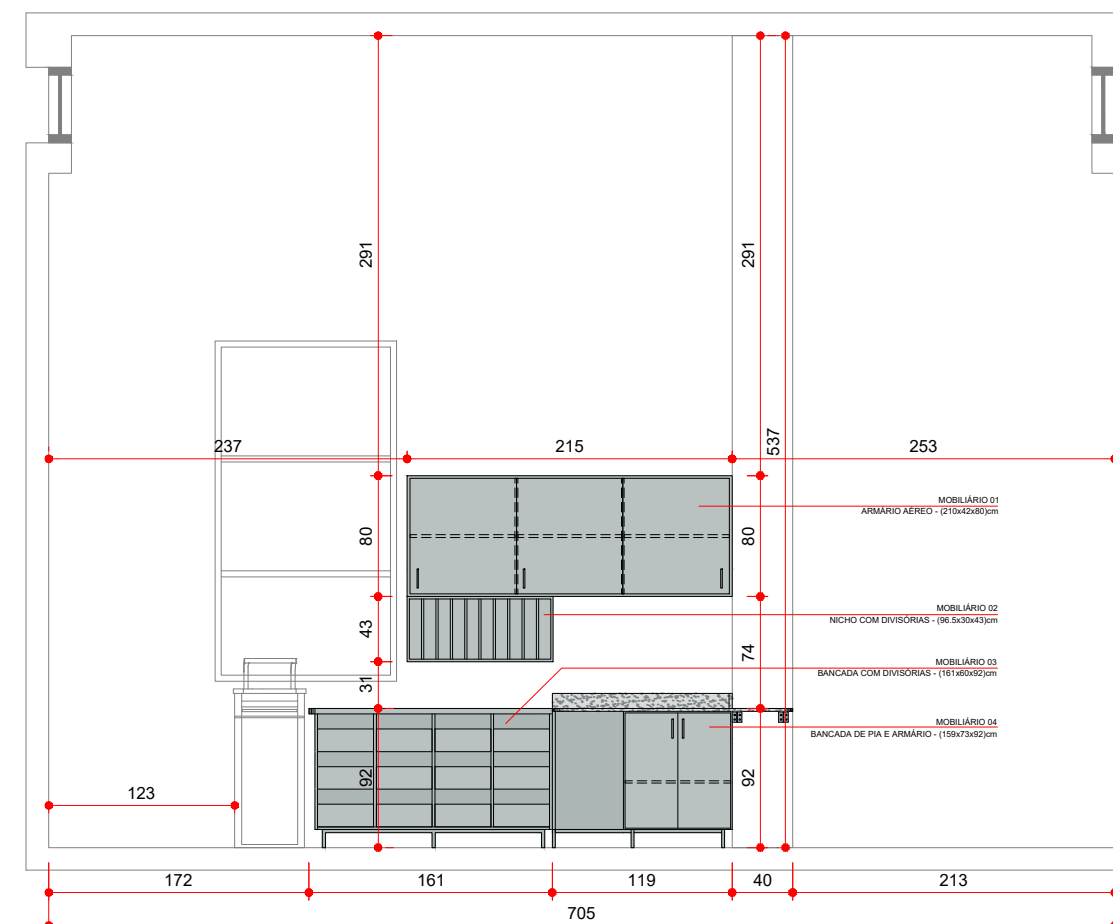 291
291
537
237
215
253
80
80
MOBILIÁRIO 01
ARMÁRIO AÉREO - (210x42x80)cm
43
74
MOBILIÁRIO 02
NICHO COM DIVISÓRIAS - (96.5x30x43)cm
31
MOBILIÁRIO 03
BANCADA COM DIVISÓRIAS - (161x60x92)cm
MOBILIÁRIO 04
BANCADA DE PIA E ARMÁRIO - (159x73x92)cm
92
92
123
172
161
119
40
213
705